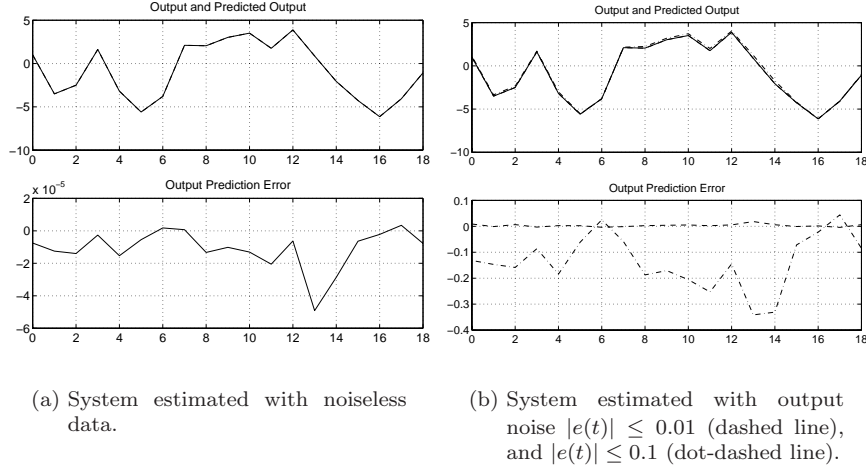 Output and Predicted Output
5
0
−5
−10
0 2 4 6 8 10 12 14 16 18
Output Prediction Error
x 10⁻⁵
2
0
−2
−4
−6
0 2 4 6 8 10 12 14 16 18
(a) System estimated with noiseless
data.
Output and Predicted Output
5
0
−5
−10
0 2 4 6 8 10 12 14 16 18
Output Prediction Error
0.1
0
−0.1
−0.2
−0.3
−0.4
0 2 4 6 8 10 12 14 16 18
(b) System estimated with output
noise |e(t)| ≤ 0.01 (dashed line),
and |e(t)| ≤ 0.1 (dot-dashed line).